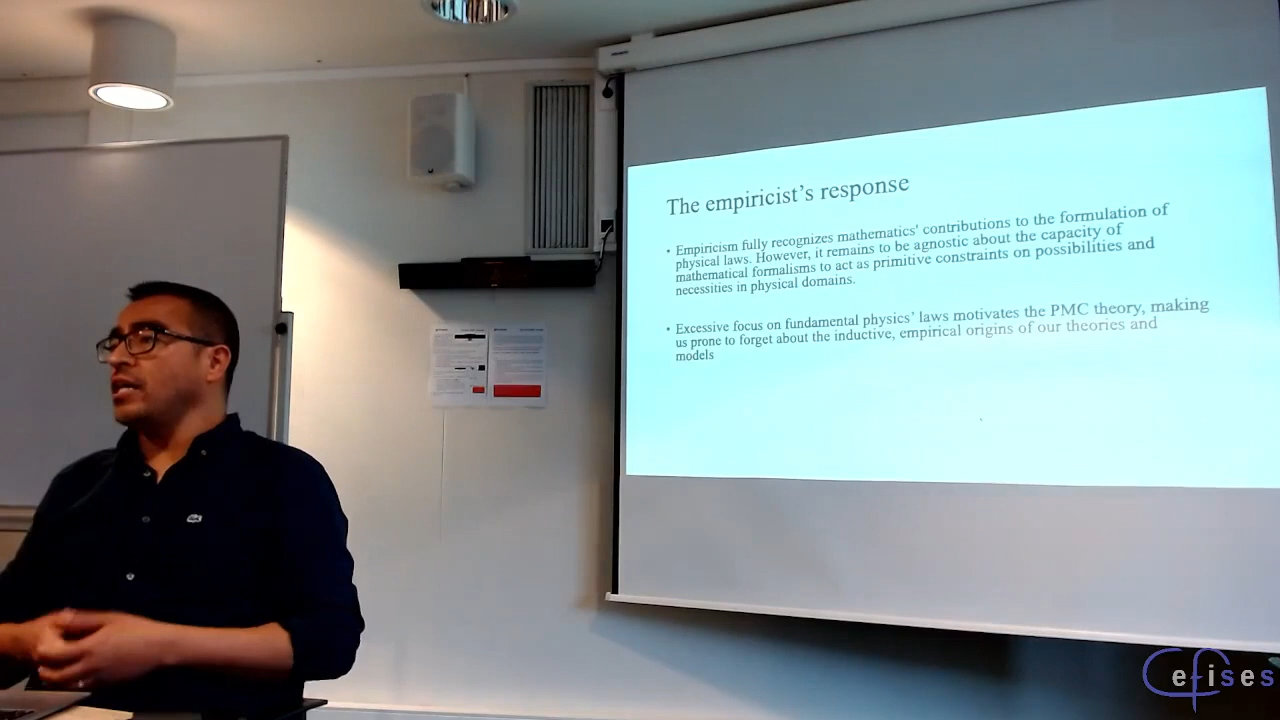 The empiricist’s response
• Empiricism fully recognizes mathematics' contributions to the formulation of
physical laws. However, it remains to be agnostic about the capacity of
mathematical formalisms to act as primitive constraints on possibilities and
necessities in physical domains.
• Excessive focus on fundamental physics’ laws motivates the PMC theory, making
us prone to forget about the inductive, empirical origins of our theories and
models
Cefises